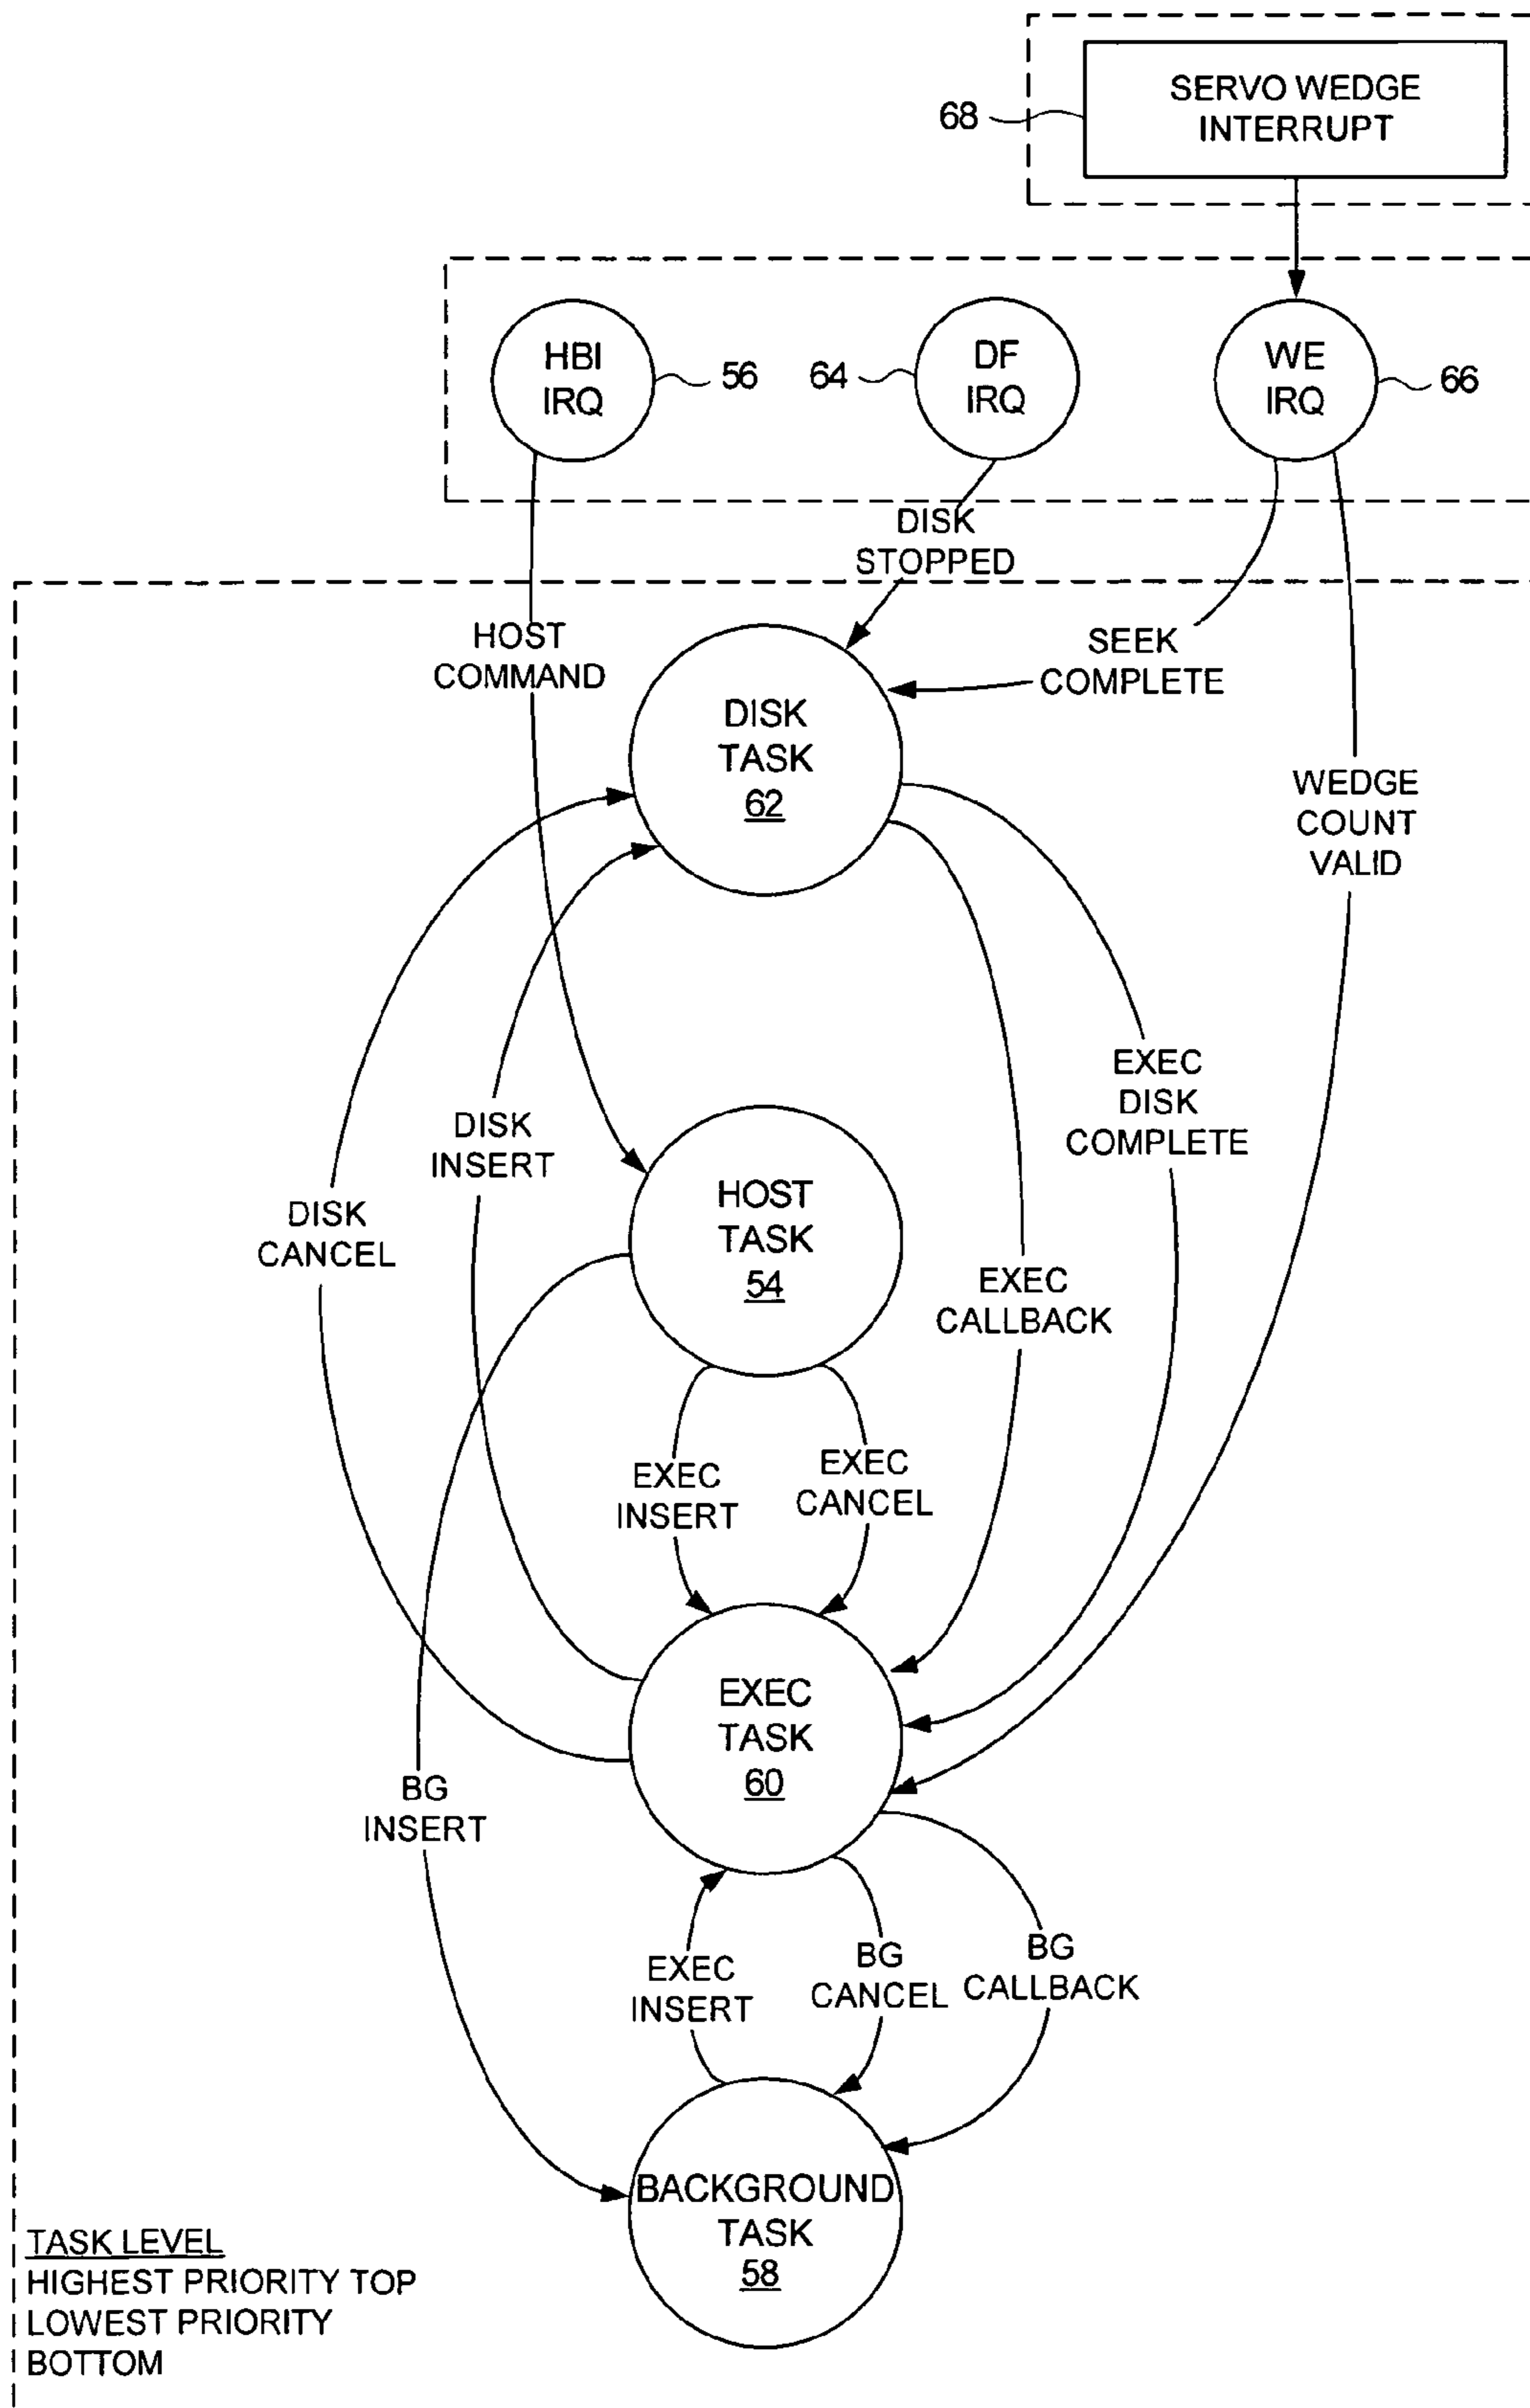 SERVO WEDGE
INTERRUPT
68
HBI
IRQ
56
64
DF
IRQ
WE
IRQ
66
DISK
STOPPED
HOST
COMMAND
SEEK
COMPLETE
DISK
TASK
62
WEDGE
COUNT
VALID
EXEC
DISK
COMPLETE
DISK
INSERT
DISK
CANCEL
HOST
TASK
54
EXEC
CALLBACK
EXEC
INSERT
EXEC
CANCEL
EXEC
TASK
60
BG
INSERT
EXEC
INSERT
BG
CANCEL
BG
CALLBACK
BACKGROUND
TASK
58
TASK LEVEL
HIGHEST PRIORITY TOP
LOWEST PRIORITY
BOTTOM